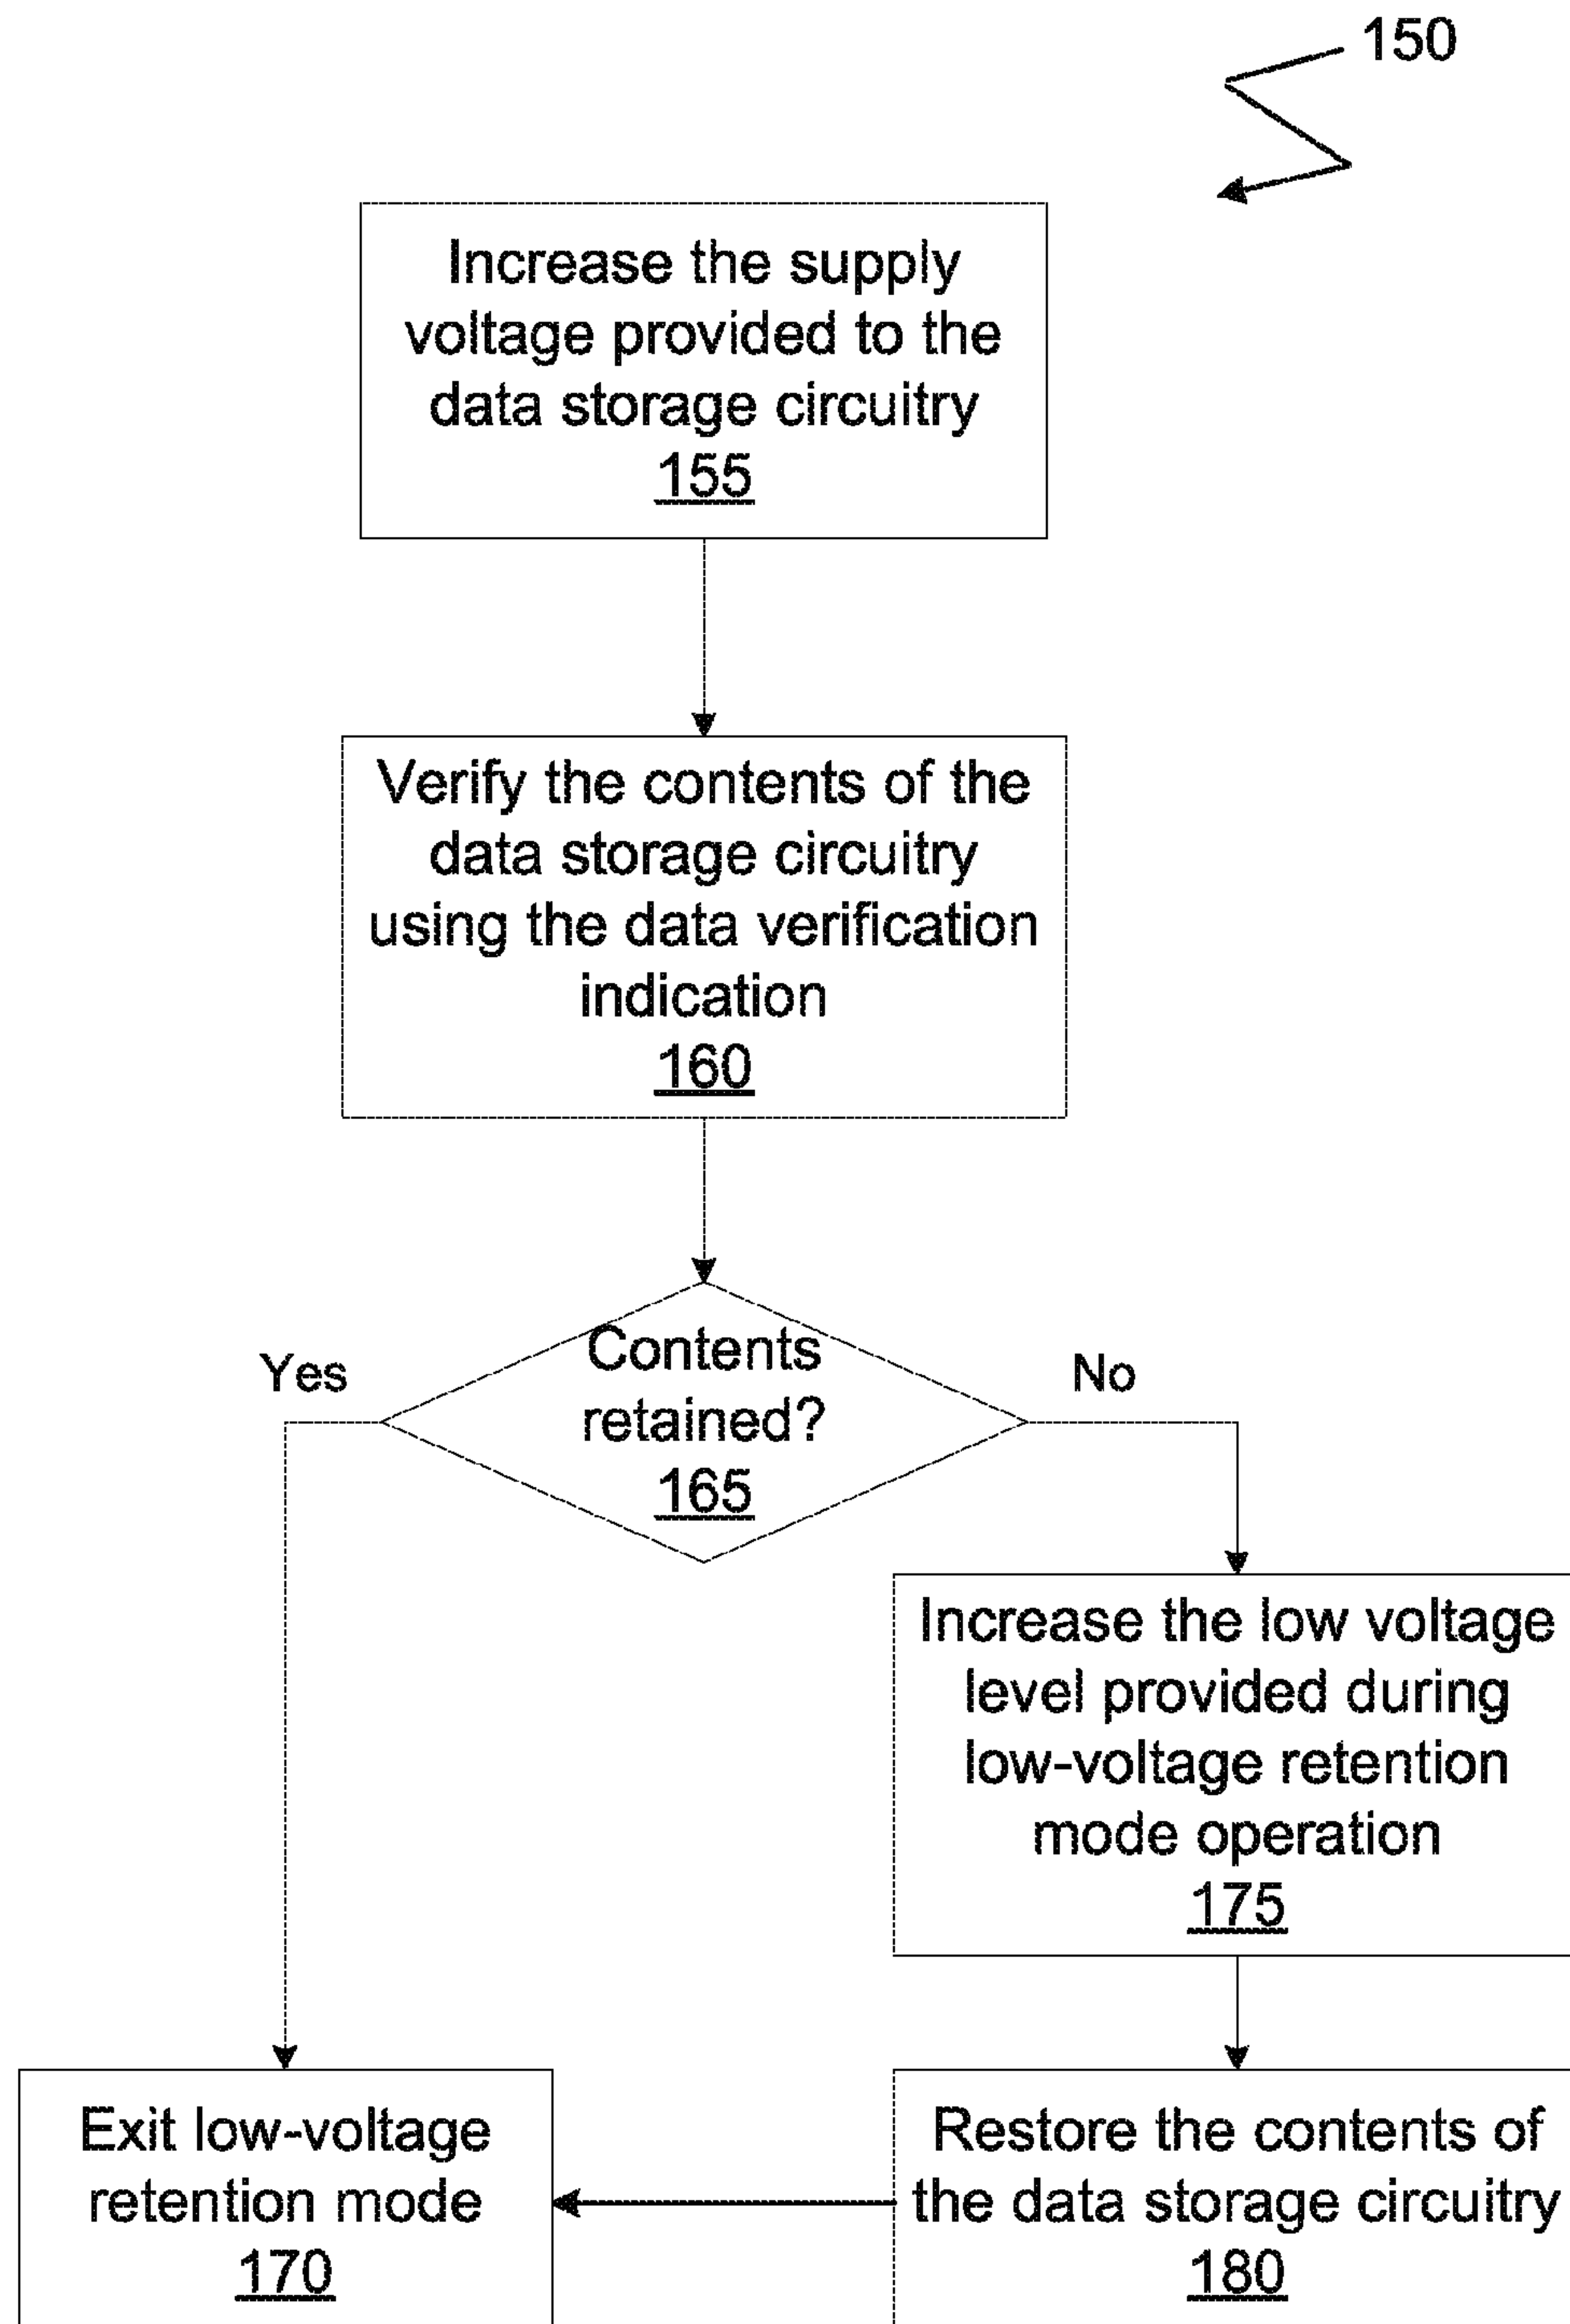 150
Increase the supply
voltage provided to the
data storage circuitry
155
Verify the contents of the
data storage circuitry
using the data verification
indication
160
Contents
retained?
165
Yes
No
Increase the low voltage
level provided during
low-voltage retention
mode operation
175
Exit low-voltage
retention mode
170
Restore the contents of
the data storage circuitry
180